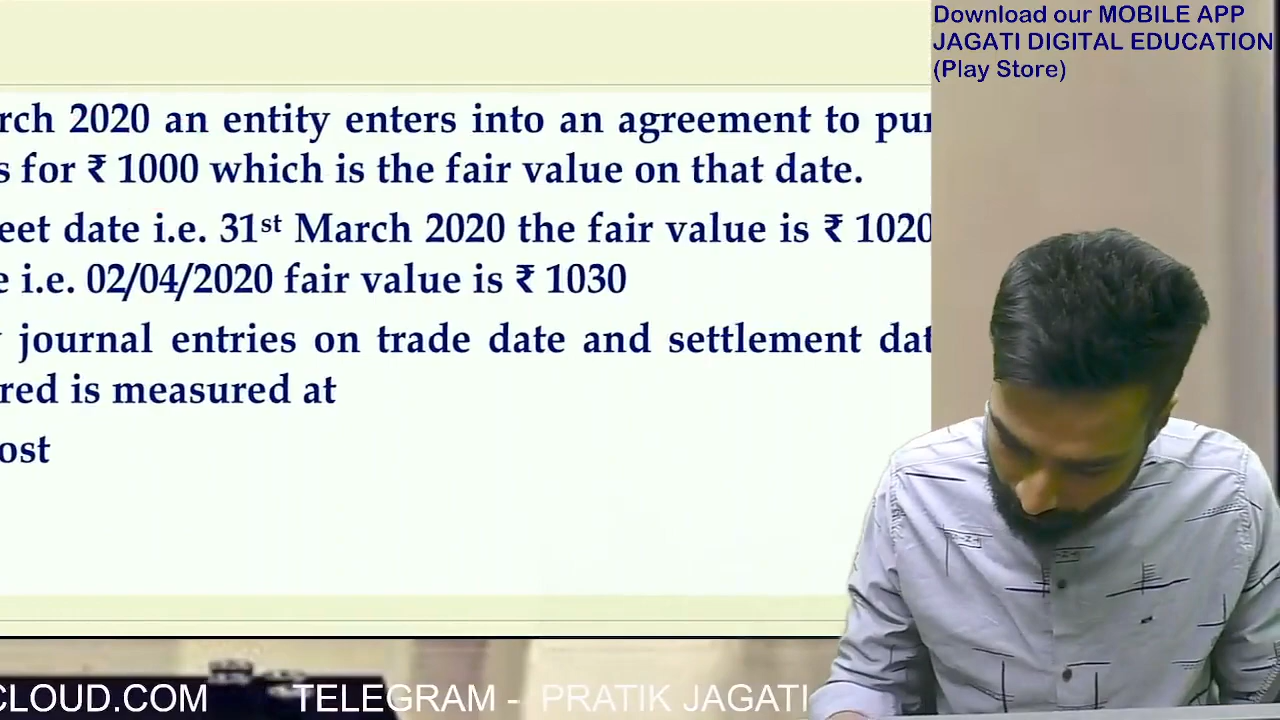 Download our MOBILE APP
JAGATI DIGITAL EDUCATION
(Play Store)
rch 2020 an entity enters into an agreement to pur
s for ₹ 1000 which is the fair value on that date.
eet date i.e. 31st March 2020 the fair value is ₹ 1020
e i.e. 02/04/2020 fair value is ₹ 1030
y journal entries on trade date and settlement dat
red is measured at
ost
CLOUD.COM TELEGRAM - PRATIK JAGATI